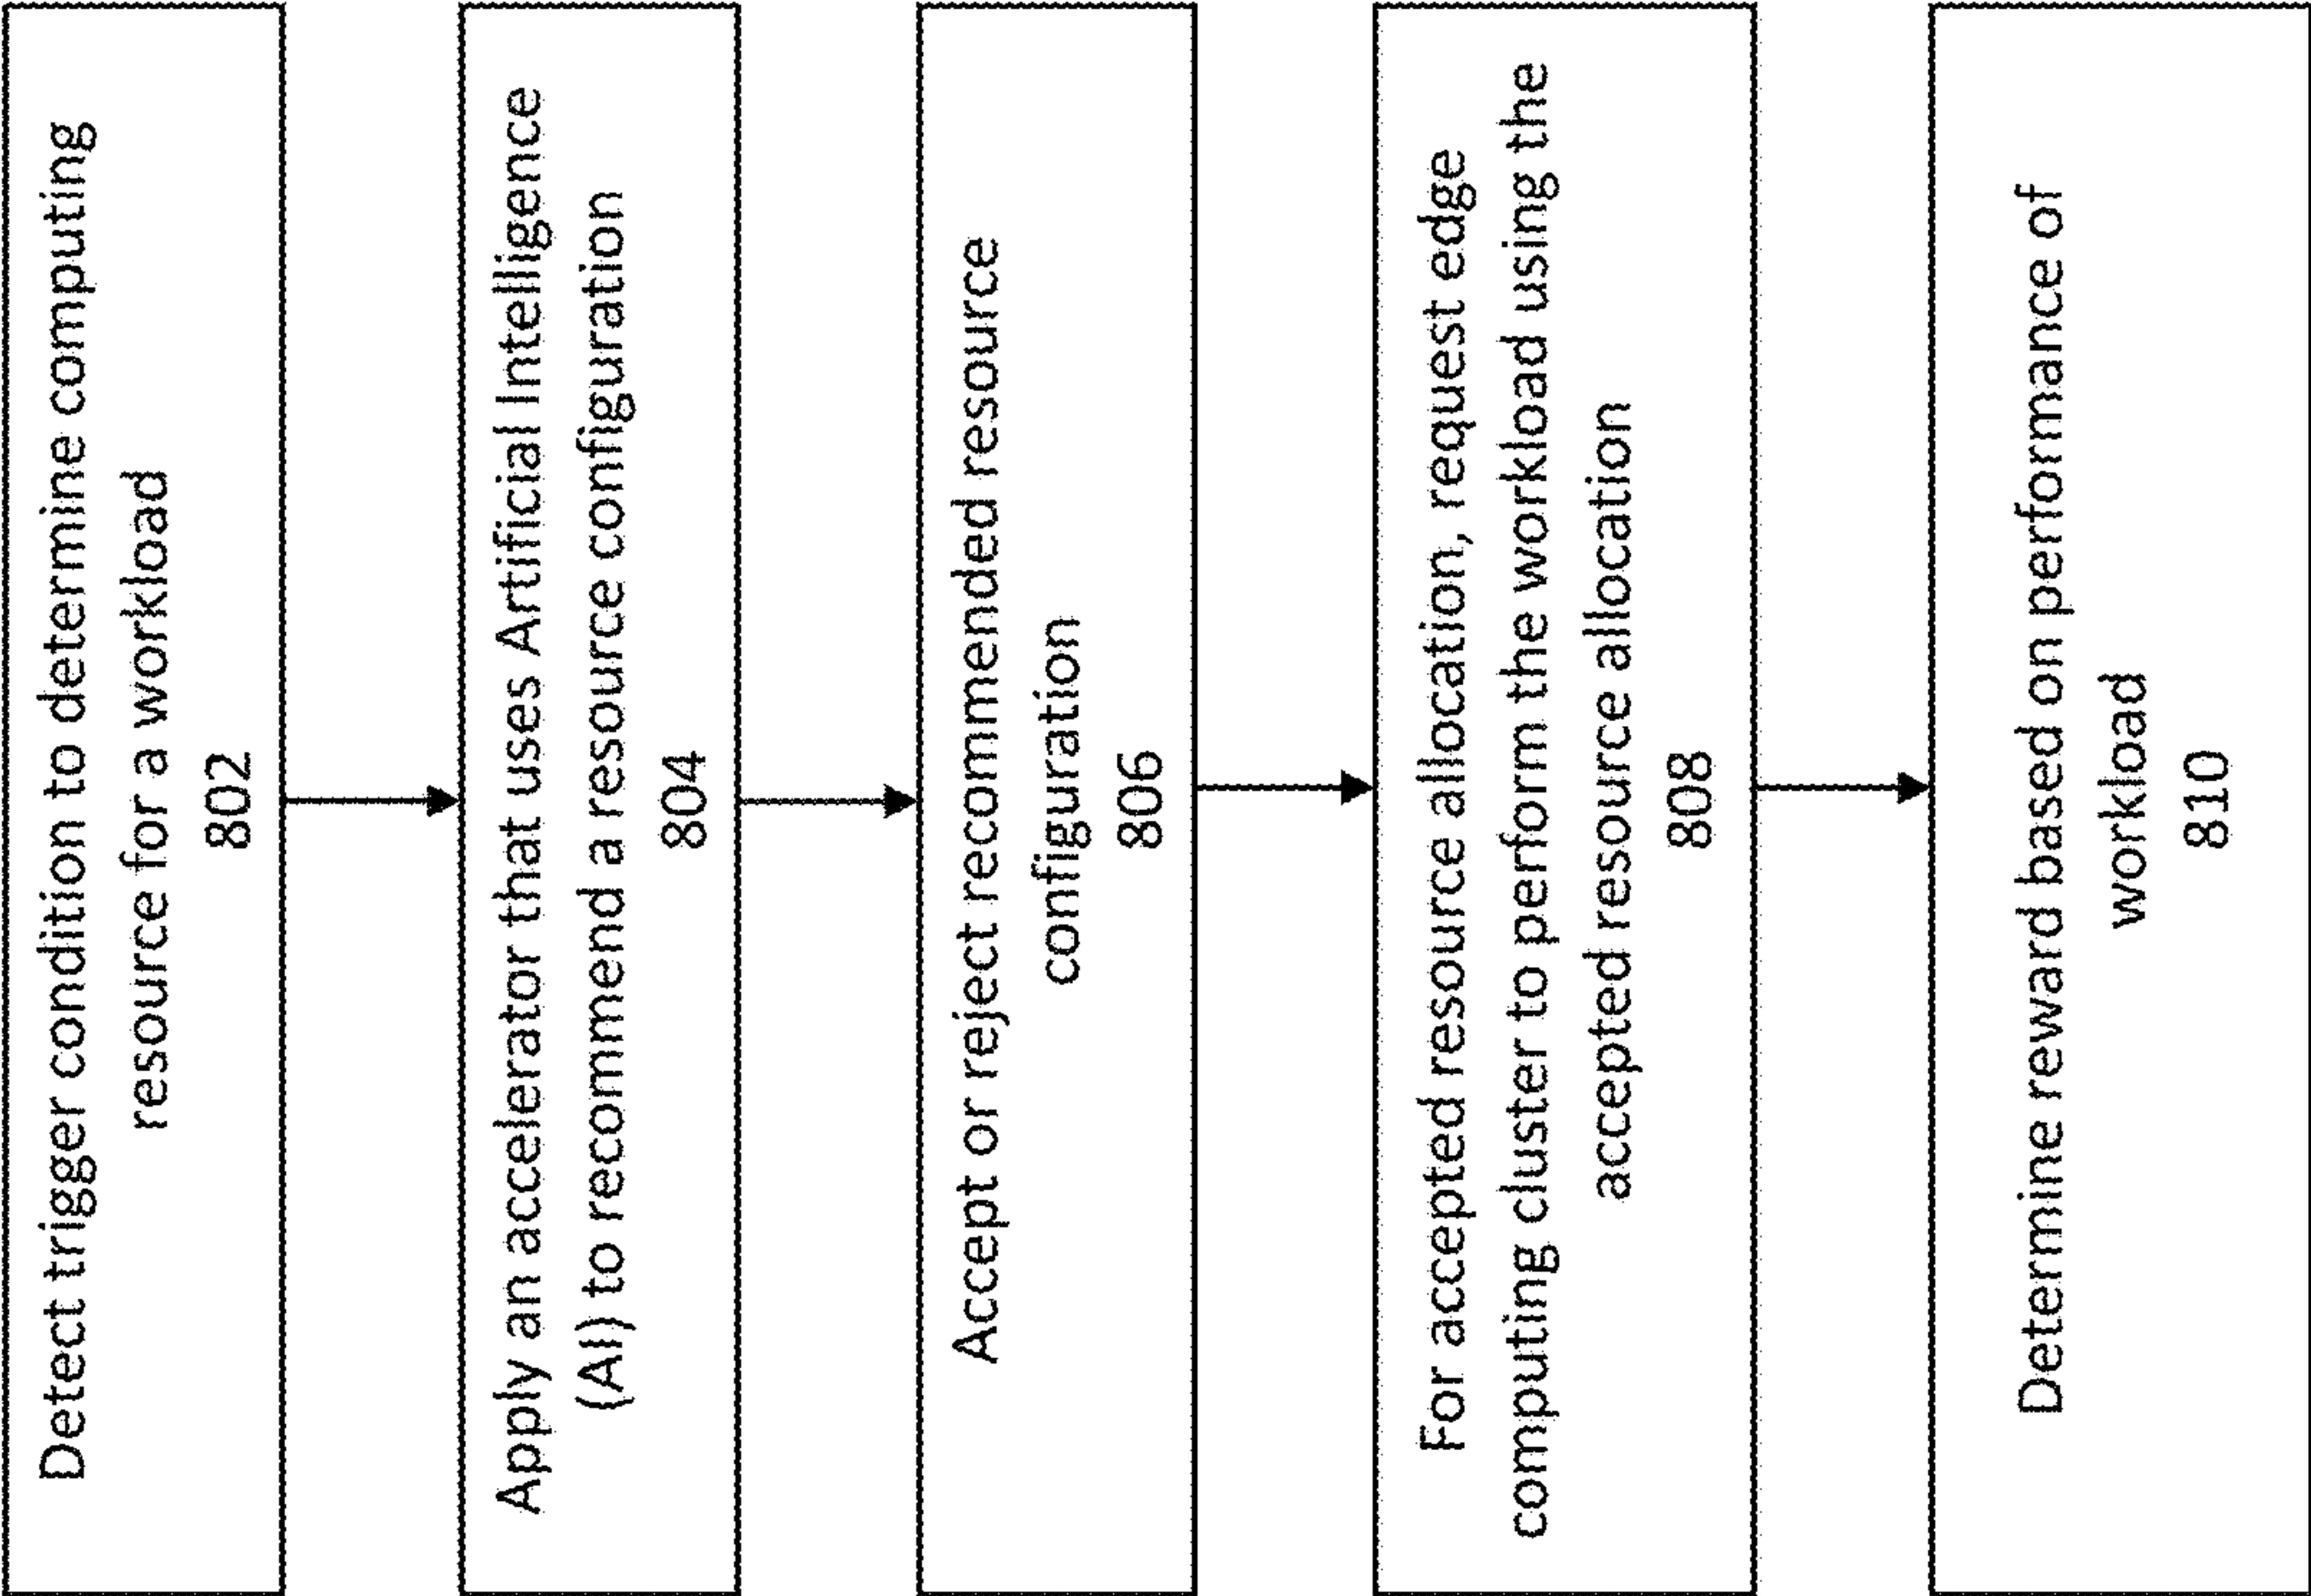 Detect trigger condition to determine computing
resource for a workload
802
Apply an accelerator that uses Artificial Intelligence
(AI) to recommend a resource configuration
804
Accept or reject recommended resource
configuration
806
For accepted resource allocation, request edge
computing cluster to perform the workload using the
accepted resource allocation
808
Determine reward based on performance of
workload
810